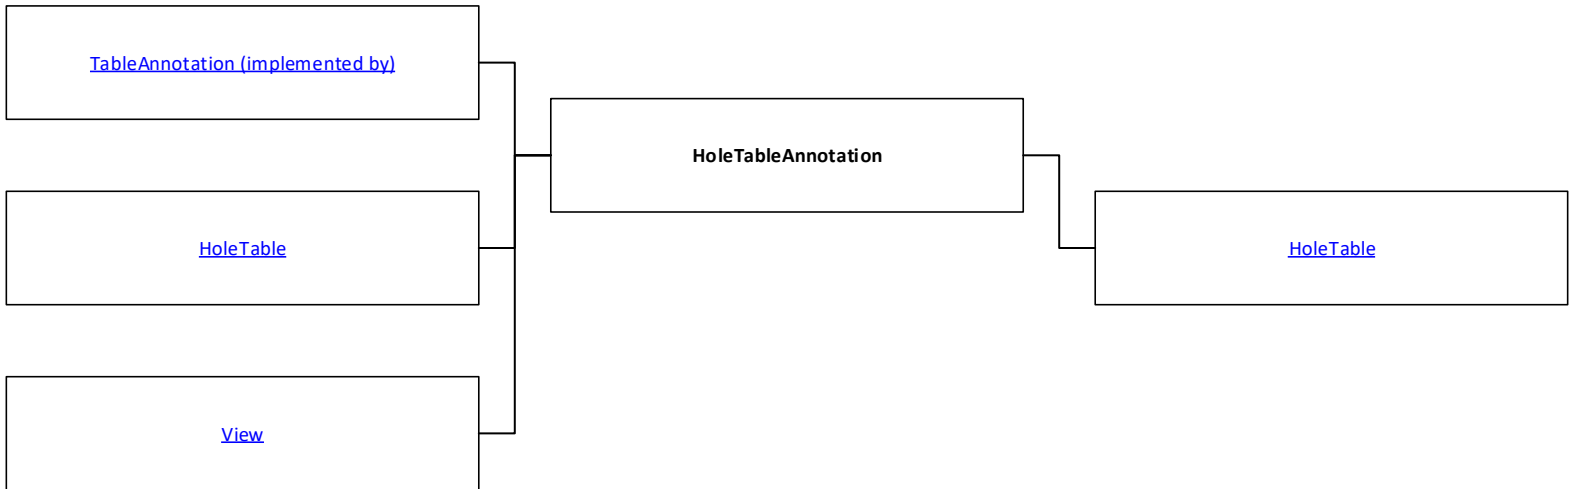 TableAnnotation (implemented by)
HoleTableAnnotation
HoleTable
HoleTable
View